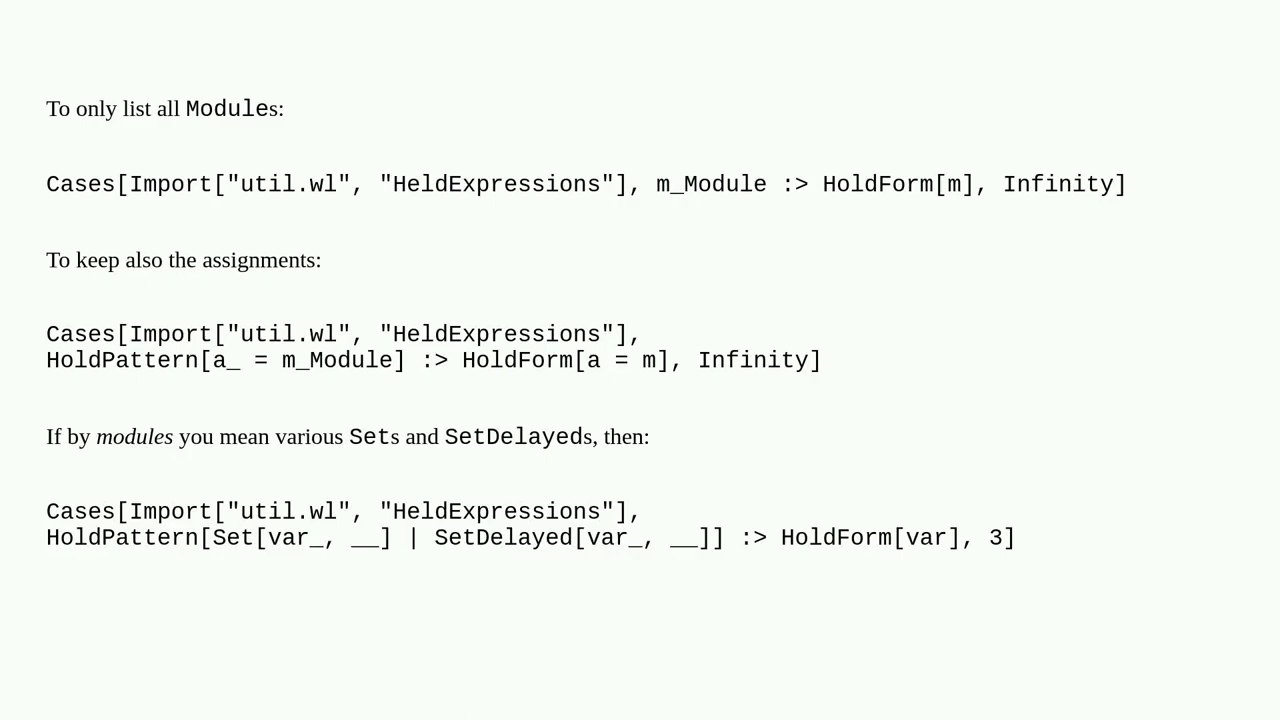 To only list all Modules:
Cases[Import["util.wl", "HeldExpressions"], m_Module :> HoldForm[m], Infinity]
To keep also the assignments:
Cases[Import["util.wl", "HeldExpressions"],
HoldPattern[a_ = m_Module] :> HoldForm[a = m], Infinity]
If by modules you mean various Sets and SetDelayeds, then:
Cases[Import["util.wl", "HeldExpressions"],
HoldPattern[Set[var_, __] | SetDelayed[var_, __]] :> HoldForm[var], 3]